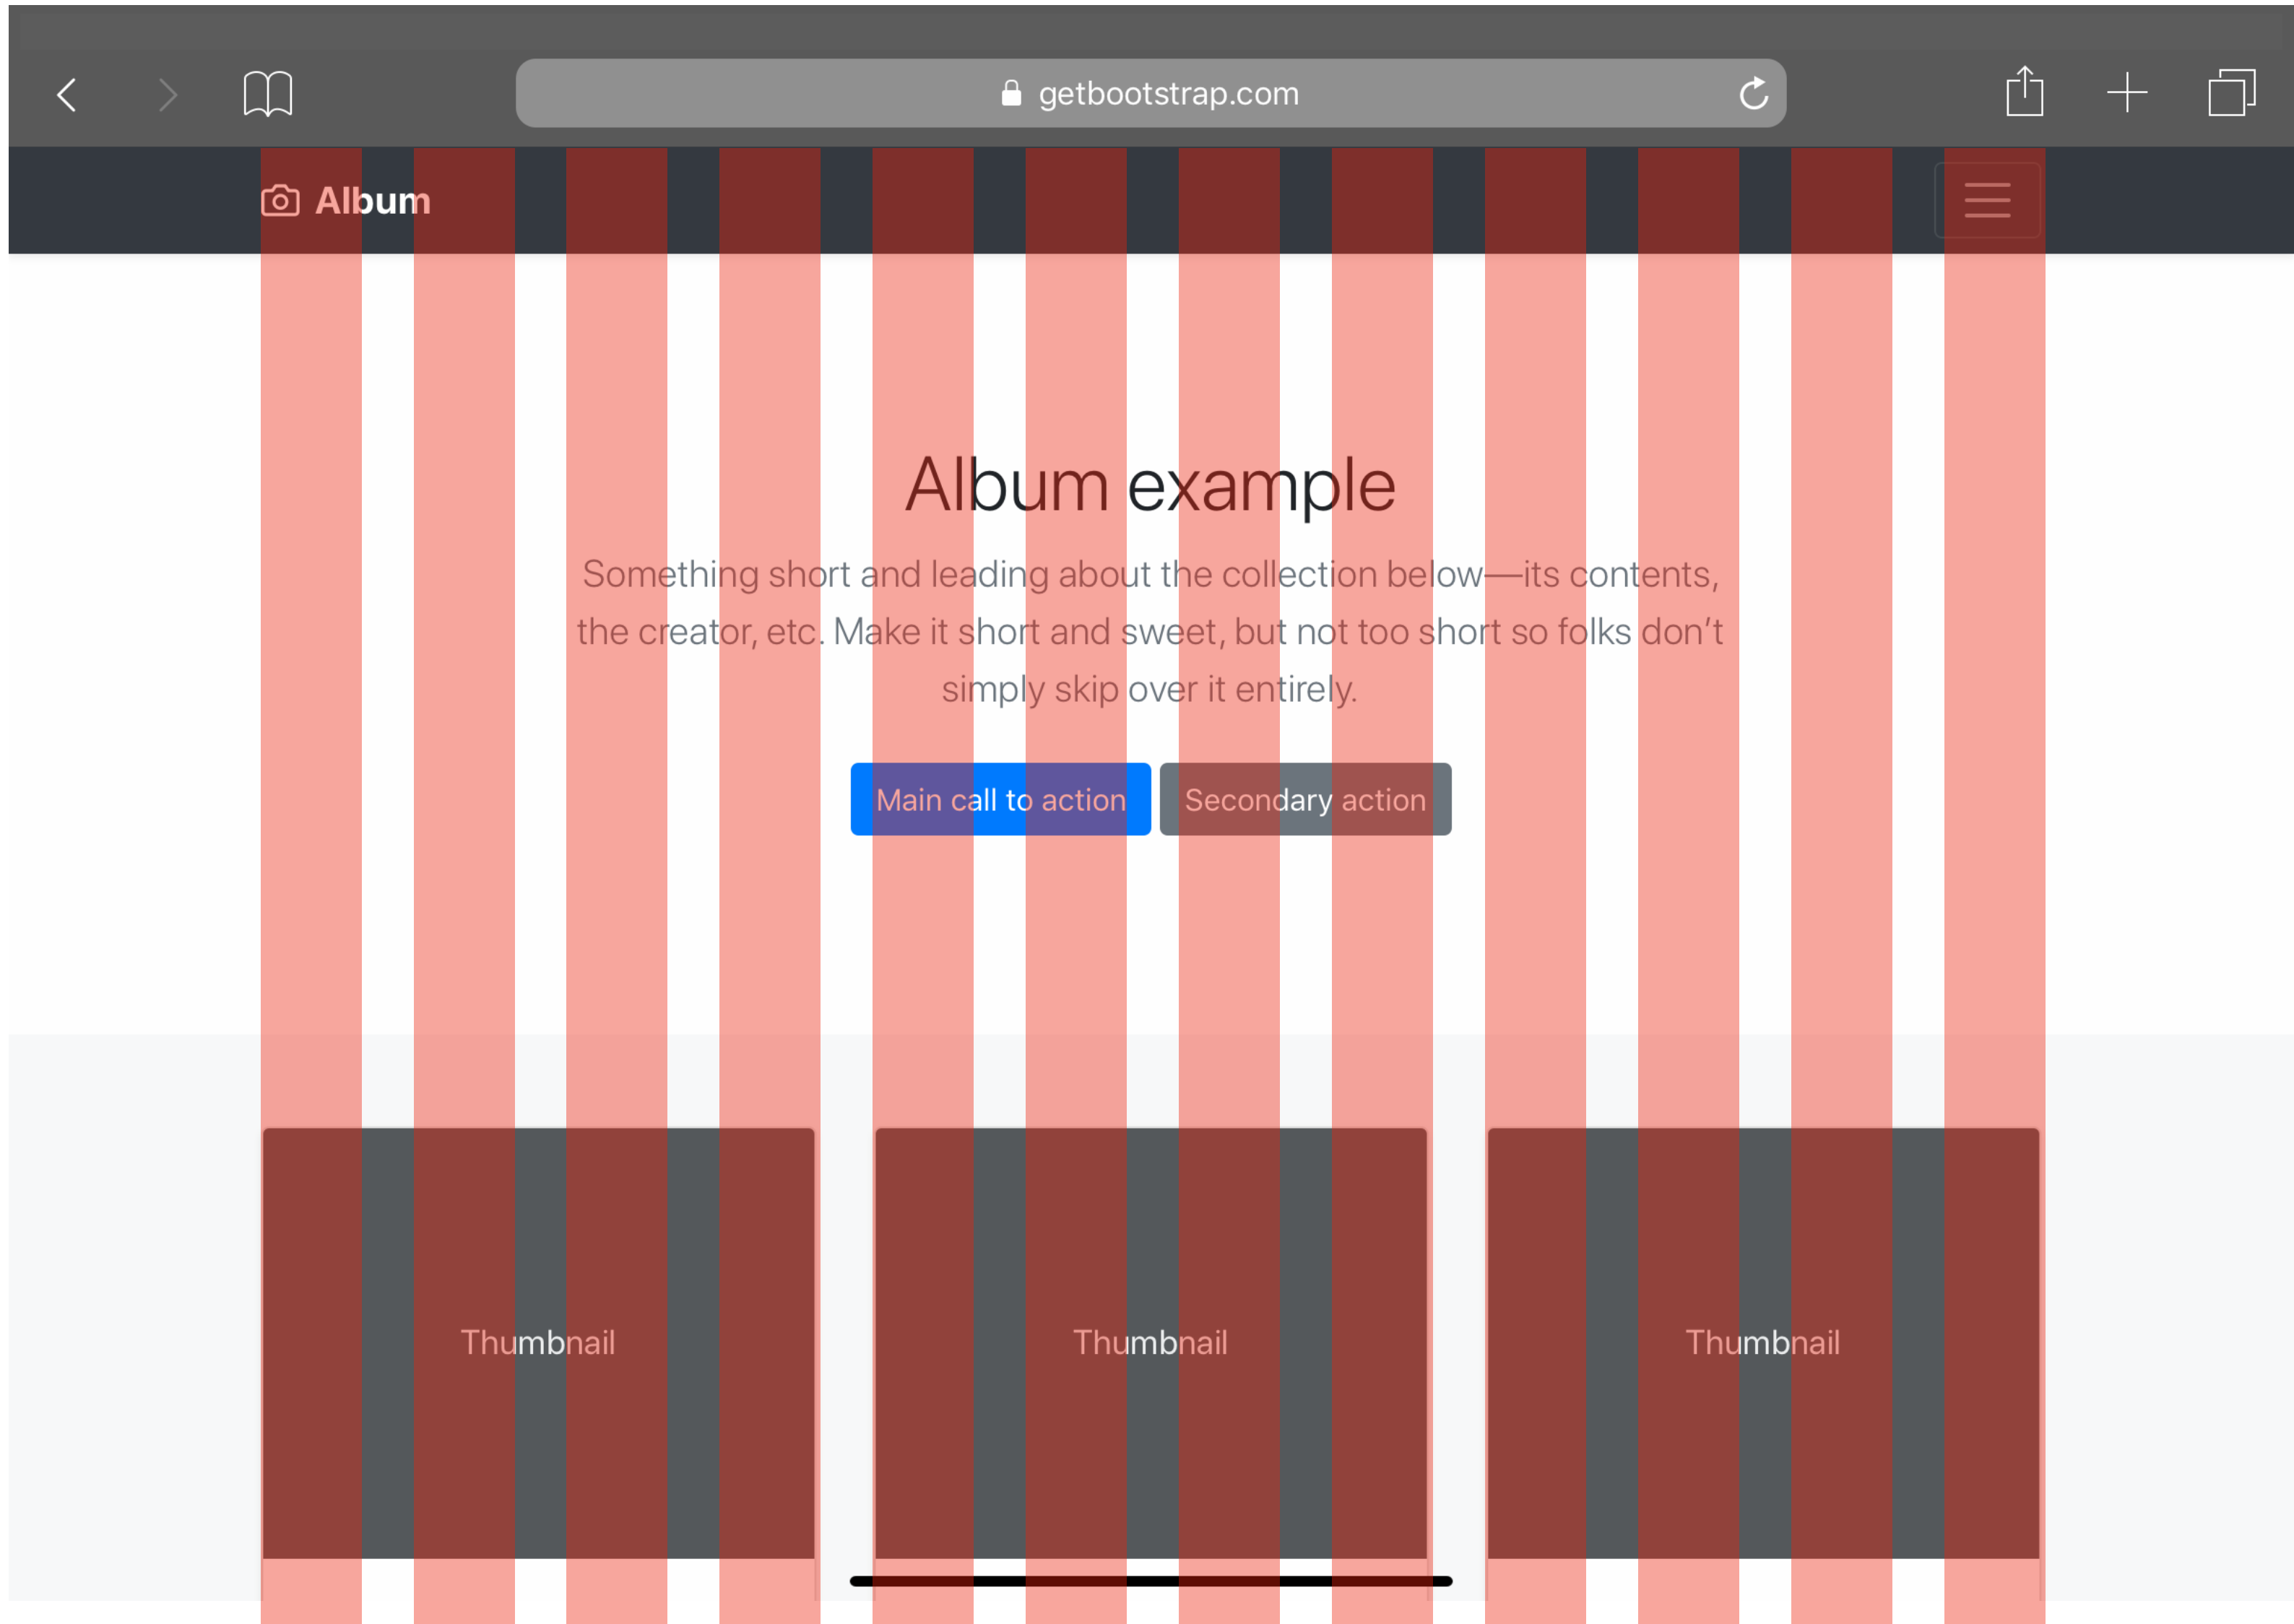 getbootstrap.com
Album
Album example
Something short and leading about the collection below—its contents,
the creator, etc. Make it short and sweet, but not too short so folks don’t
simply skip over it entirely.
Main call to action Secondary action
Thumbnail Thumbnail Thumbnail